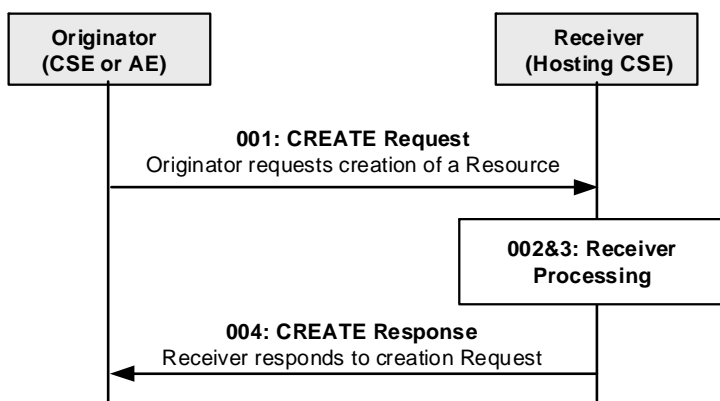 Originator
(CSE or AE)
Receiver
(Hosting CSE)
001: CREATE Request
Originator requests creation of a Resource
002&3: Receiver
Processing
004: CREATE Response
Receiver responds to creation Request